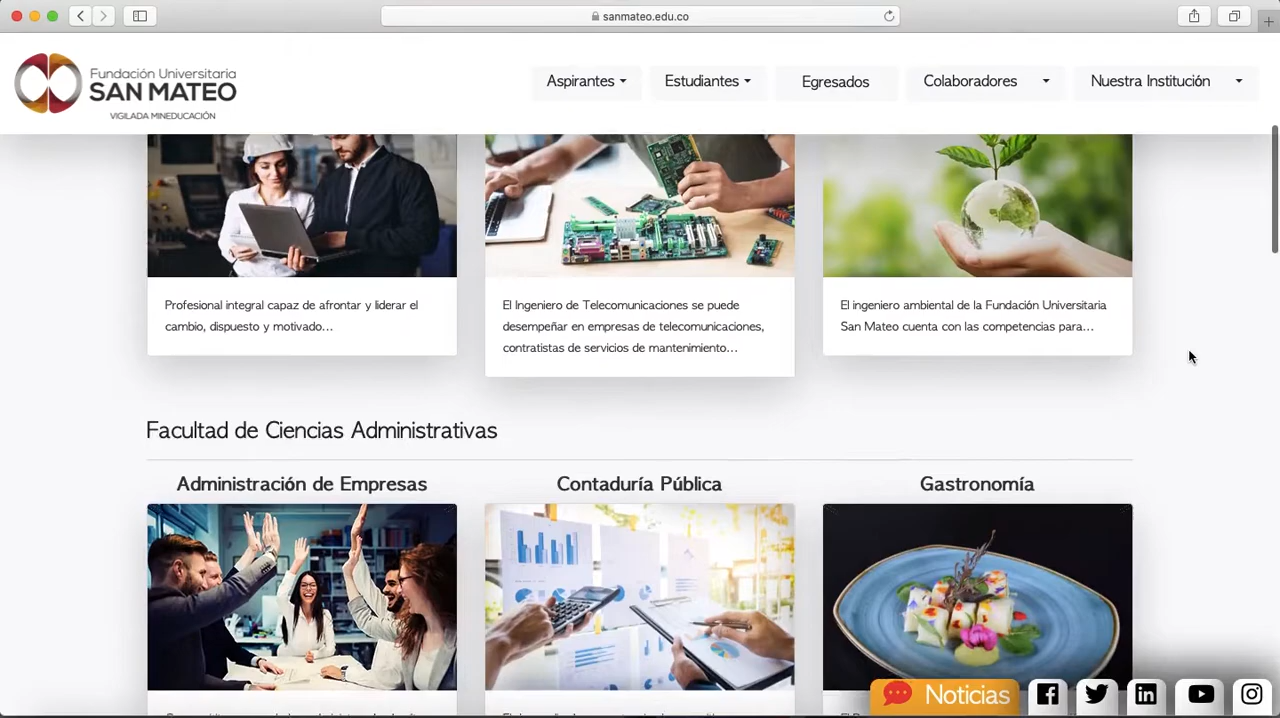 sanmateo.edu.co
Fundación Universitaria
SAN MATEO
VIGILADA MINEDUCACIÓN
Aspirantes
Estudiantes
Egresados
Colaboradores
Nuestra Institución
Profesional integral capaz de afrontar y liderar el
cambio, dispuesto y motivado...
El Ingeniero de Telecomunicaciones se puede
desempeñar en empresas de telecomunicaciones,
contratistas de servicios de mantenimiento...
El ingeniero ambiental de la Fundación Universitaria
San Mateo cuenta con las competencias para...
Facultad de Ciencias Administrativas
Administración de Empresas
Contaduría Pública
Gastronomía
Noticias